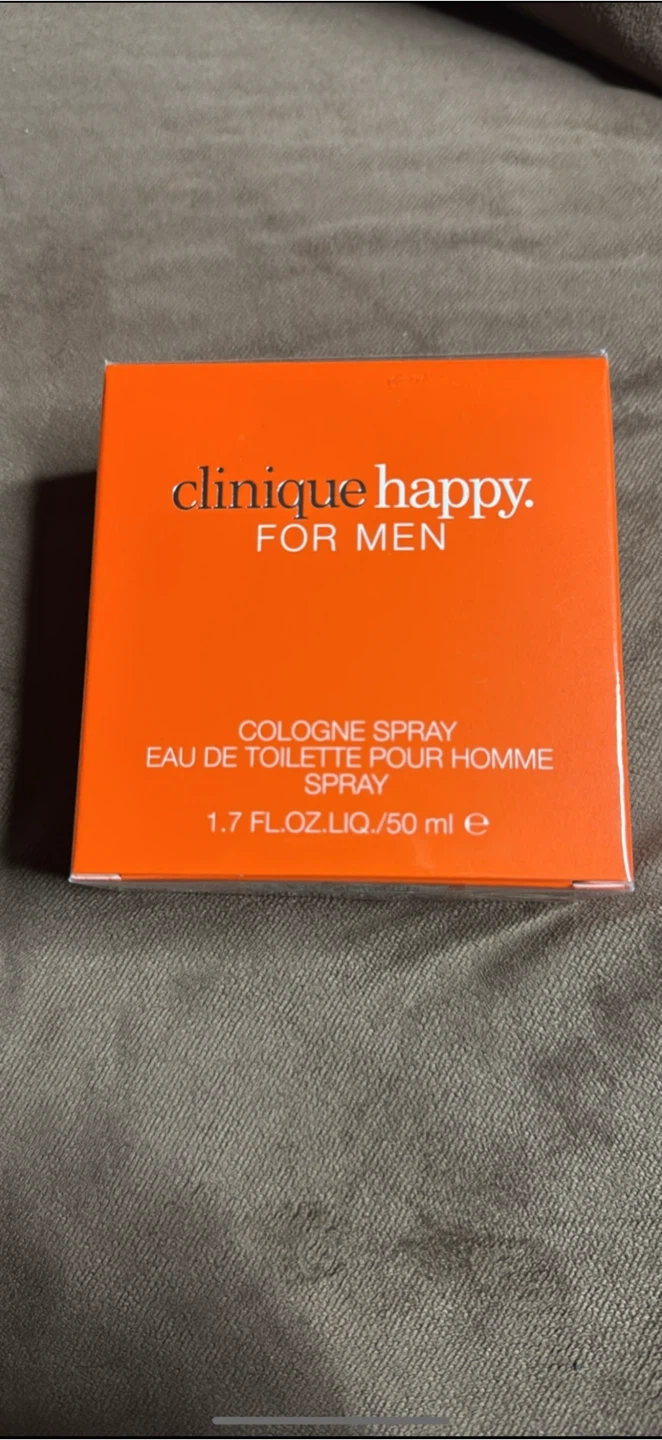 clinique happy.
FOR MEN
COLOGNE SPRAY
EAU DE TOILETTE POUR HOMME
SPRAY
1.7 FL.OZ.LIQ./50 ml ℮